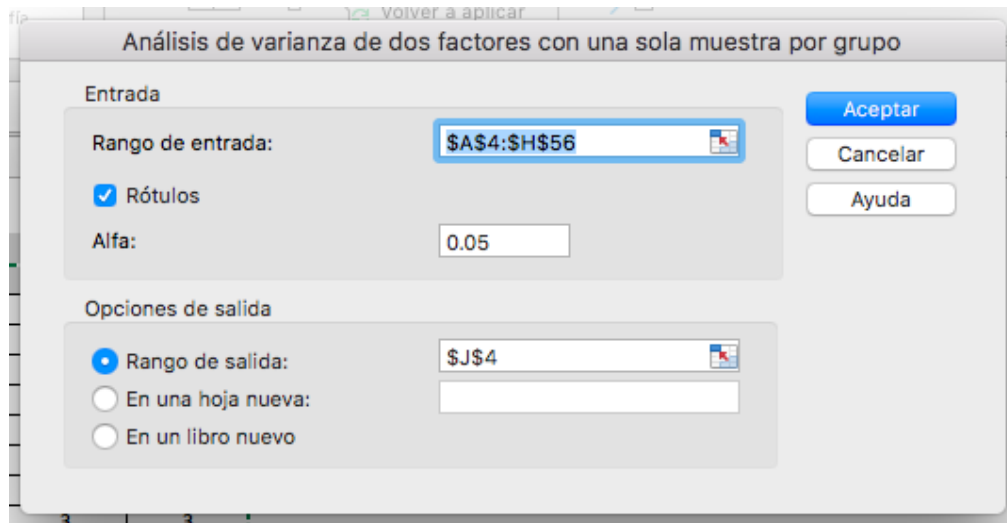 Volver a aplicar
Análisis de varianza de dos factores con una sola muestra por grupo
Entrada
Rango de entrada: $A$4:$H$56
Rótulos
Alfa: 0.05
Opciones de salida
Rango de salida: $J$4
En una hoja nueva:
En un libro nuevo
Aceptar
Cancelar
Ayuda
3 3